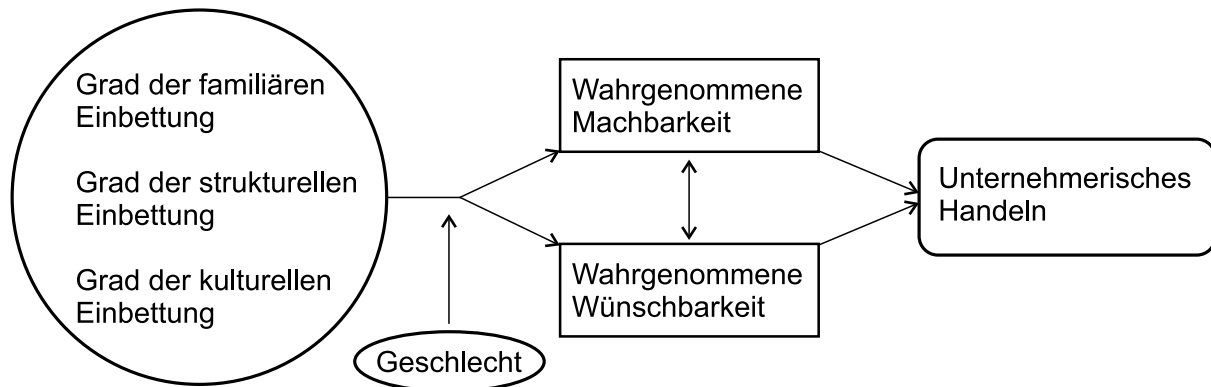 Grad der familiären
Einbettung
Grad der strukturellen
Einbettung
Grad der kulturellen
Einbettung
Geschlecht
Wahrgenommene
Machbarkeit
Wahrgenommene
Wünschbarkeit
Unternehmerisches
Handeln